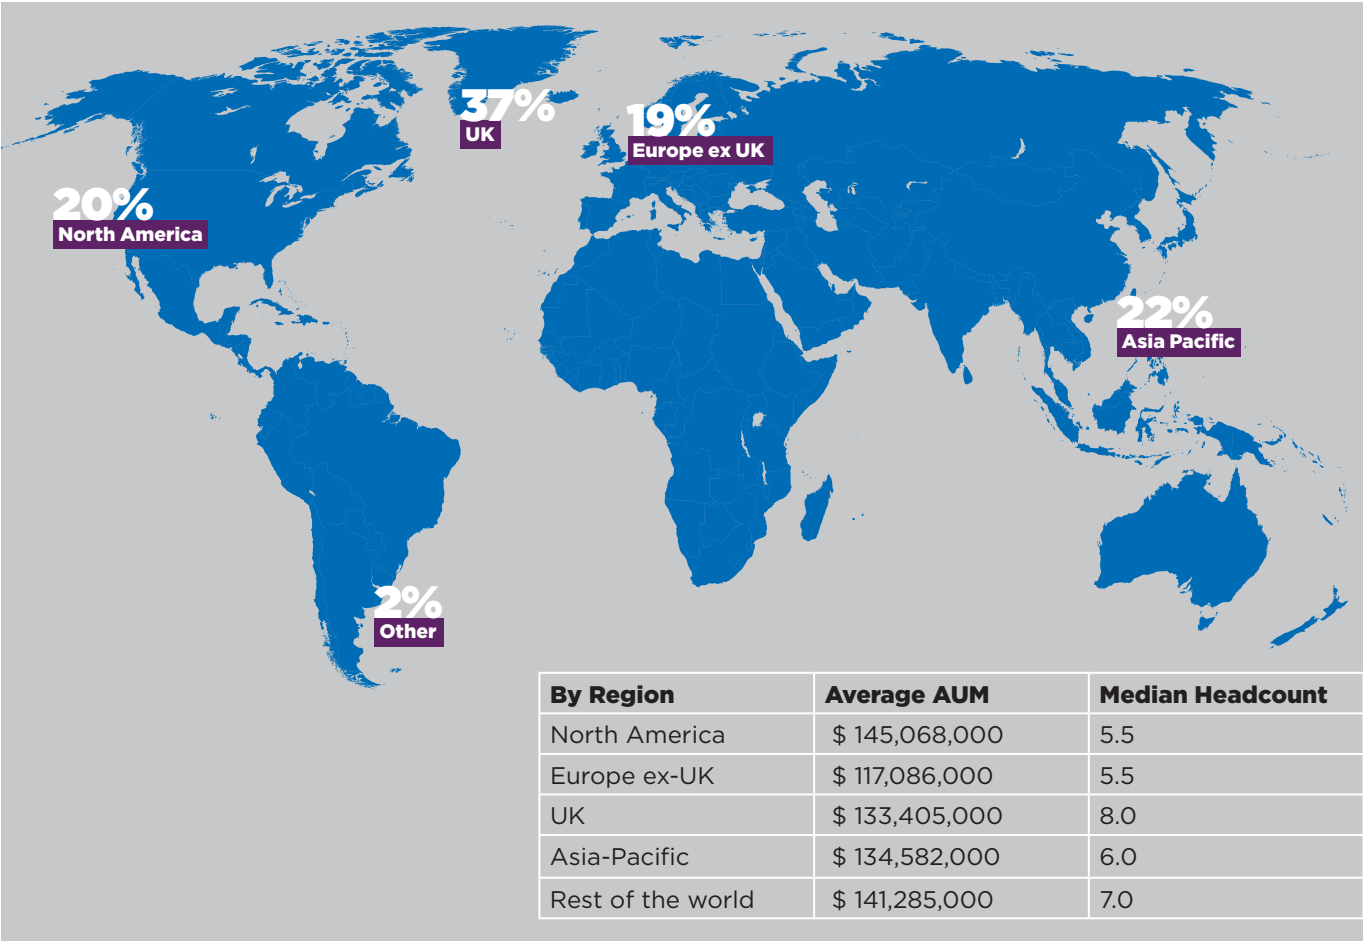 37%
UK
19%
Europe ex UK
20%
North America
22%
Asia Pacific
2%
Other
By Region Average AUM Median Headcount
North America $ 145,068,000 5.5
Europe ex-UK $ 117,086,000 5.5
UK $ 133,405,000 8.0
Asia-Pacific $ 134,582,000 6.0
Rest of the world $ 141,285,000 7.0